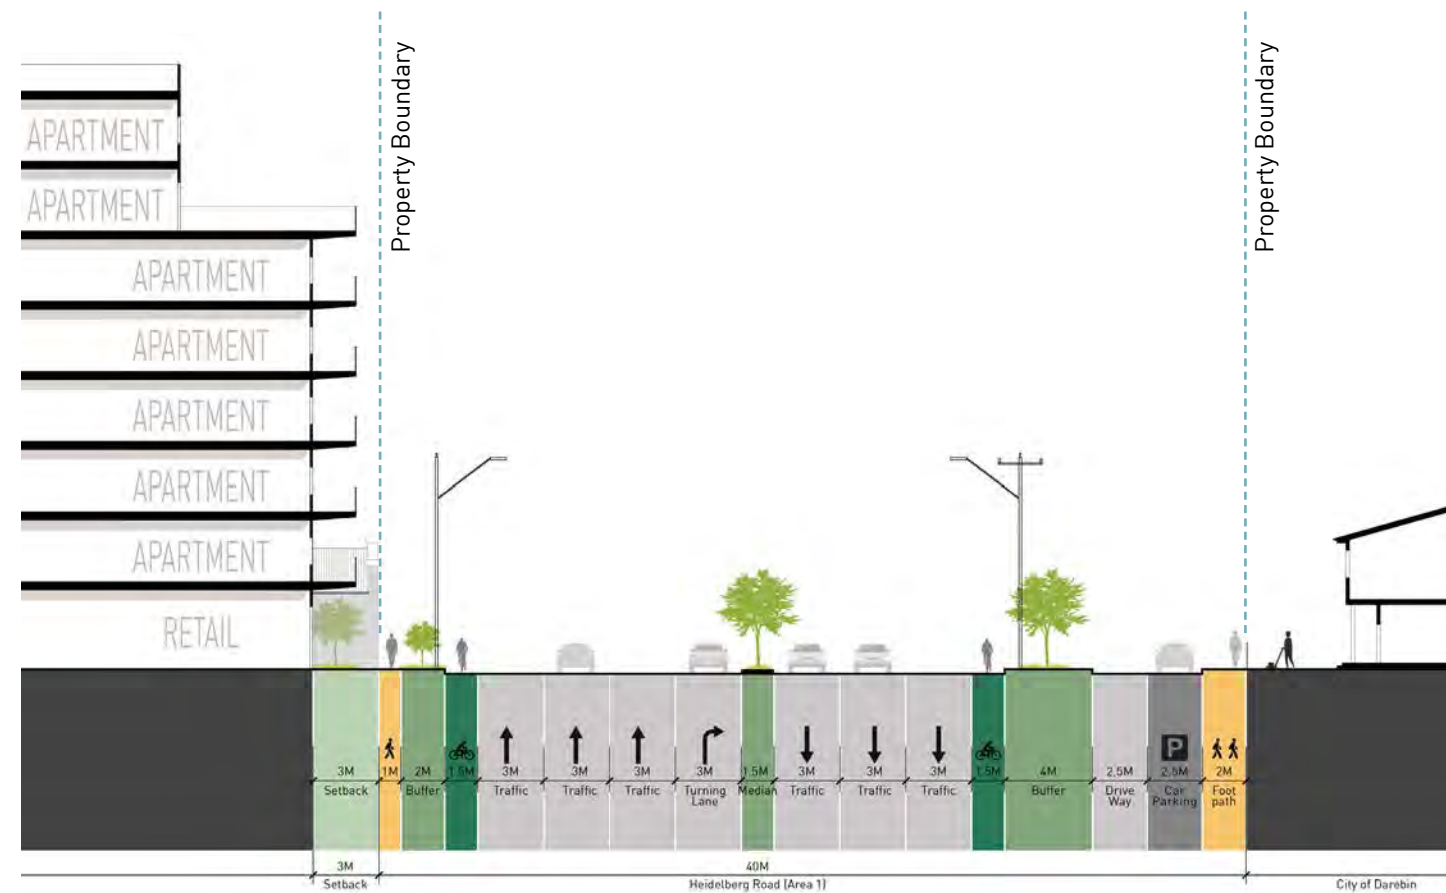 Property Boundary
Property Boundary
APARTMENT
APARTMENT
APARTMENT
APARTMENT
APARTMENT
APARTMENT
APARTMENT
RETAIL
P
3M 1M 2M 1.5M 3M 3M 3M 3M 1.5M 3M 3M 3M 1.5M 4M 2.5M 2.5M 2M
Setback Buffer Traffic Traffic Traffic Turning Lane Median Traffic Traffic Traffic Buffer Drive Way Car Parking Foot path
3M 40M
Setback Heidelberg Road (Area 1) City of Darebin